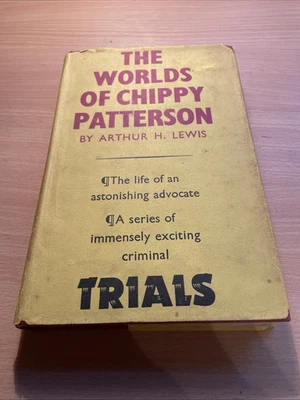 THE
WORLDS
OF CHIPPY
PATTERSON
BY ARTHUR H. LEWIS
¶The life of an
astonishing advocate
¶A series of
immensely exciting
criminal
TRIALS